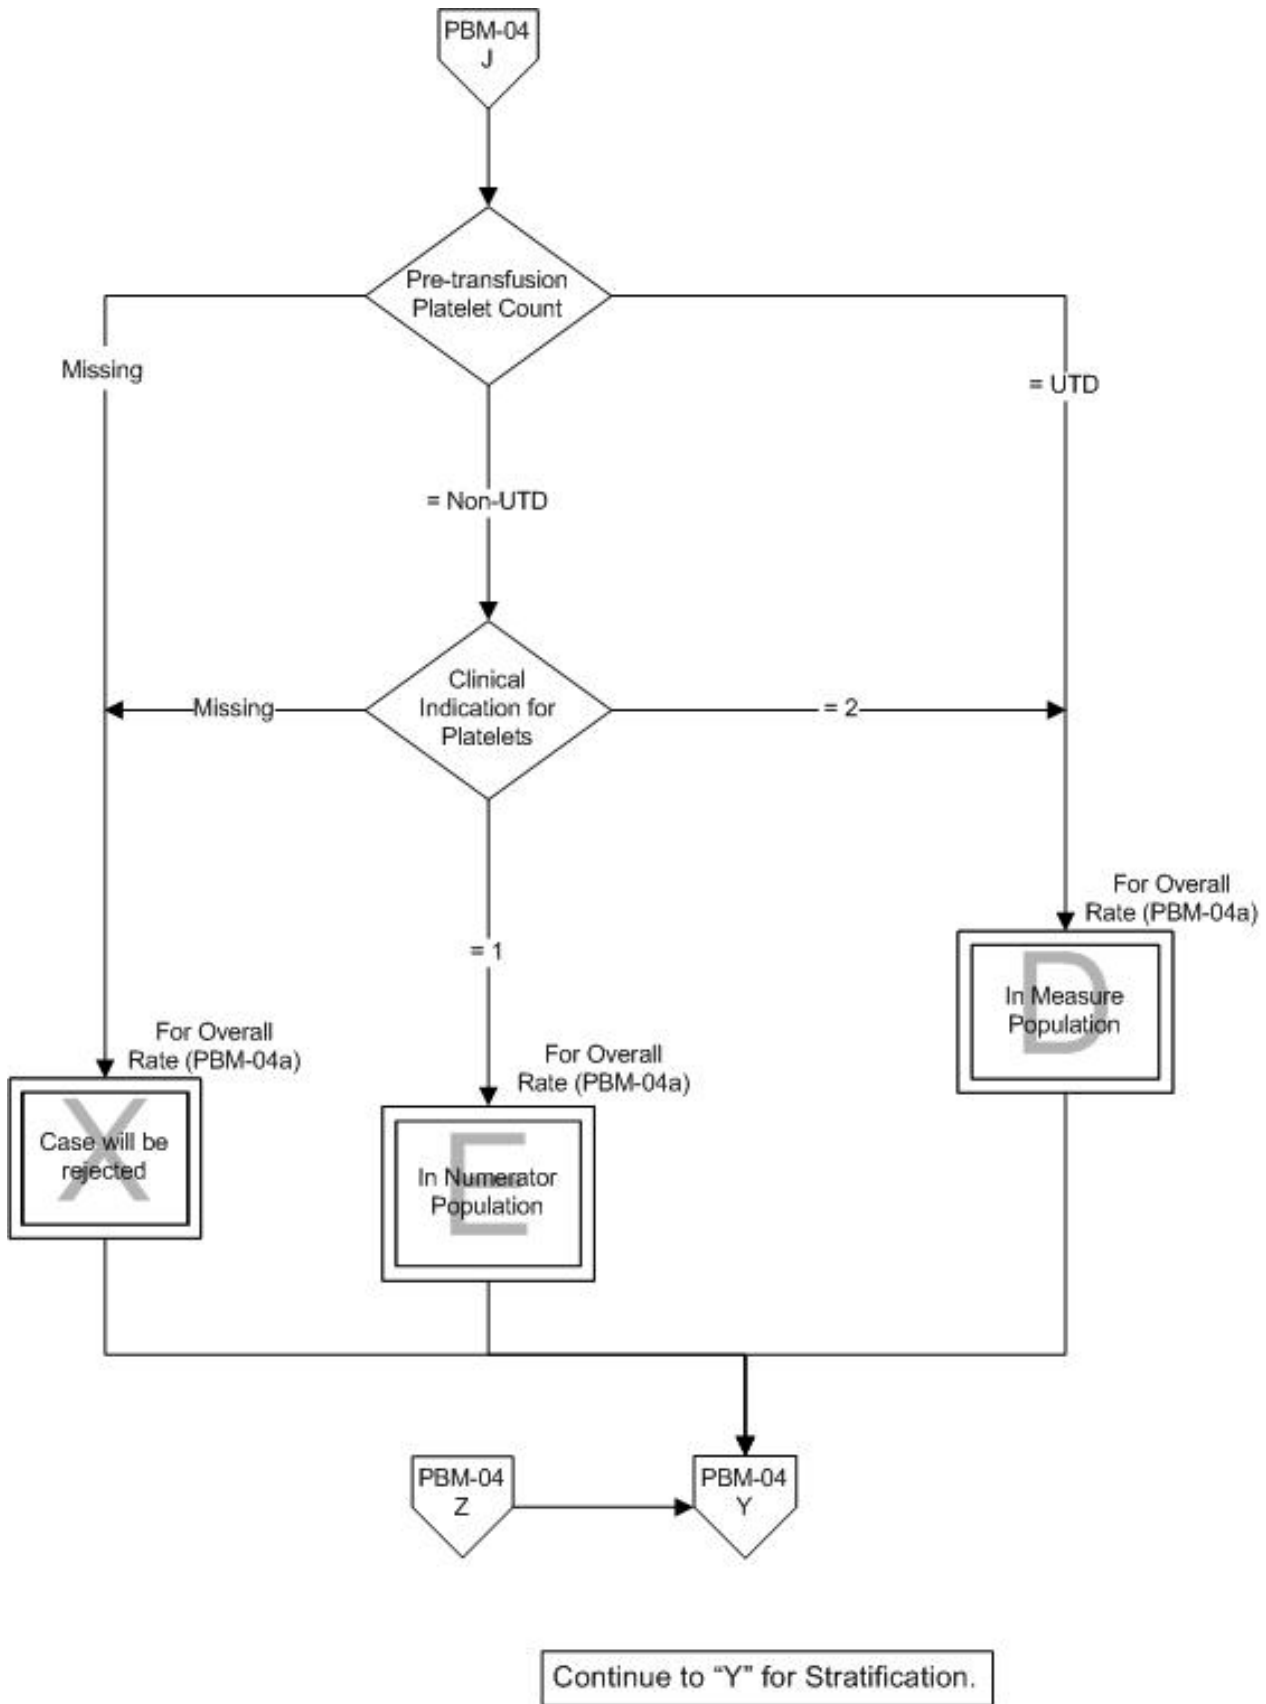 PBM-04
J
Pre-transfusion
Platelet Count
Missing
= UTD
= Non-UTD
Clinical
Indication for
Platelets
Missing
= 2
= 1
For Overall
Rate (PBM-04a)
D
In Measure
Population
For Overall
Rate (PBM-04a)
X
Case will be
rejected
For Overall
Rate (PBM-04a)
E
In Numerator
Population
PBM-04
Z
PBM-04
Y
Continue to “Y” for Stratification.